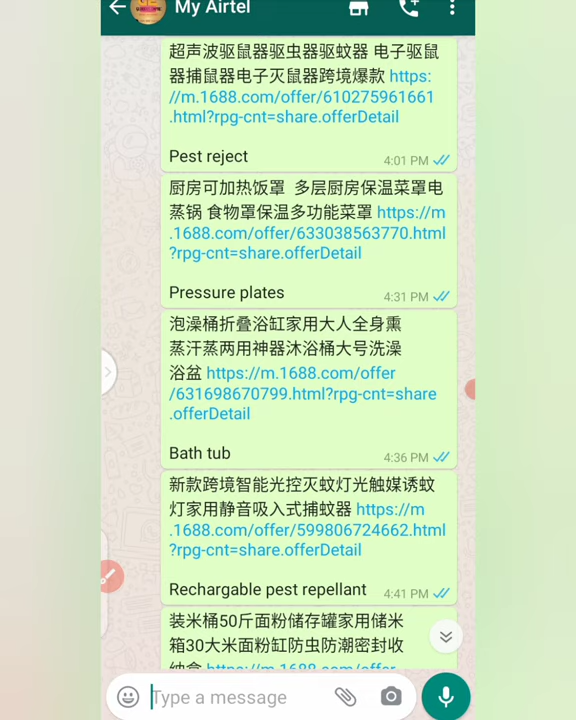 My Airtel
超声波驱鼠器驱虫器驱蚊器 电子驱鼠
器捕鼠器电子灭鼠器跨境爆款 https:
//m.1688.com/offer/610275961661
.html?rpg-cnt=share.offerDetail
Pest reject
4:01 PM
厨房可加热饭罩 多层厨房保温菜罩电
蒸锅 食物罩保温多功能菜罩 https://m
.1688.com/offer/633038563770.html
?rpg-cnt=share.offerDetail
Pressure plates
4:31 PM
泡澡桶折叠浴缸家用大人全身熏
蒸汗蒸两用神器沐浴桶大号洗澡
浴盆 https://m.1688.com/offer
/631698670799.html?rpg-cnt=share
.offerDetail
Bath tub
4:36 PM
新款跨境智能光控灭蚊灯光触媒诱蚊
灯家用静音吸入式捕蚊器 https://m
.1688.com/offer/599806724662.html
?rpg-cnt=share.offerDetail
Rechargable pest repellant
4:41 PM
装米桶50斤面粉储存罐家用储米
箱30大米面粉缸防虫防潮密封收
纳盒 https://m.1688.com/offer
Type a message